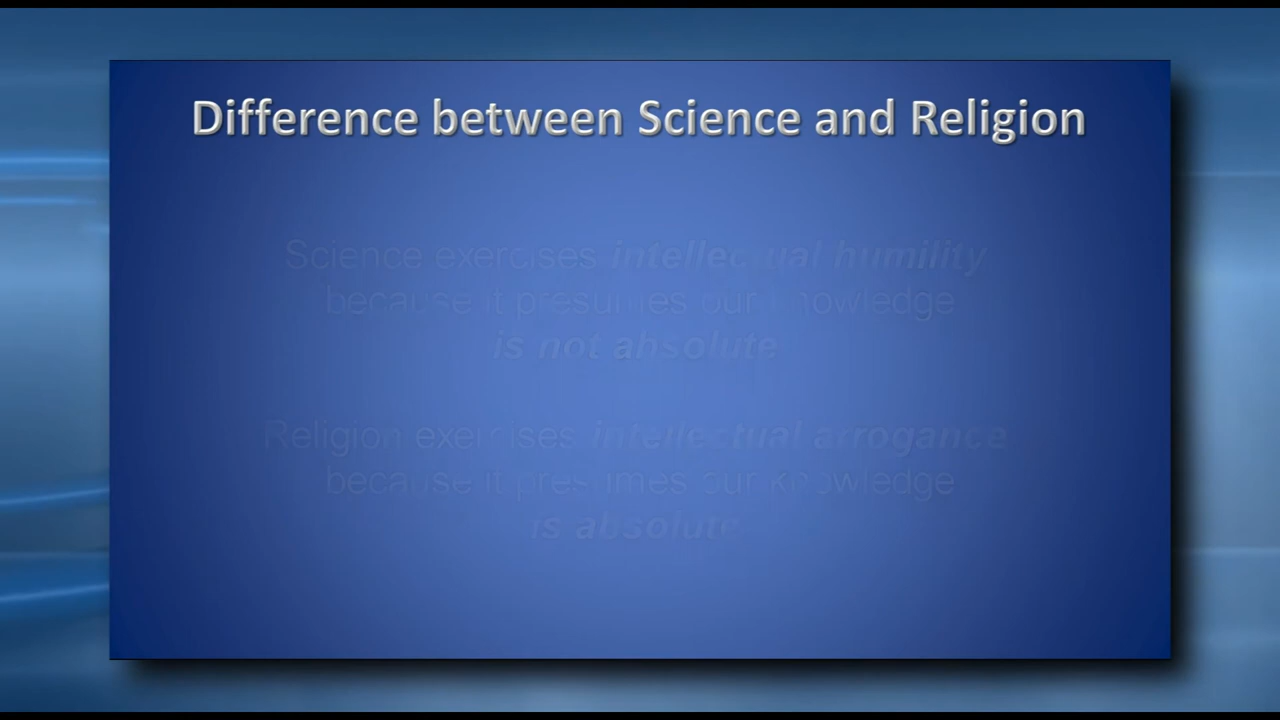 Difference between Science and Religion
Science exercises intellectual humility
because it presumes our knowledge
is not absolute
Religion exercises intellectual arrogance
because it presumes our knowledge
is absolute